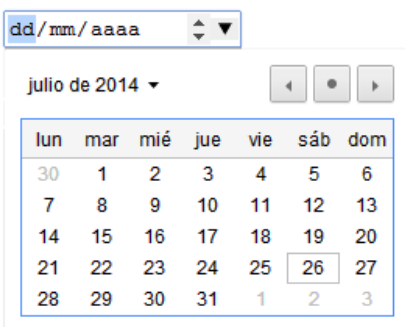 dd/mm/aaaa
julio de 2014
lun mar mié jue vie sáb dom
30 1 2 3 4 5 6
7 8 9 10 11 12 13
14 15 16 17 18 19 20
21 22 23 24 25 26 27
28 29 30 31 1 2 3